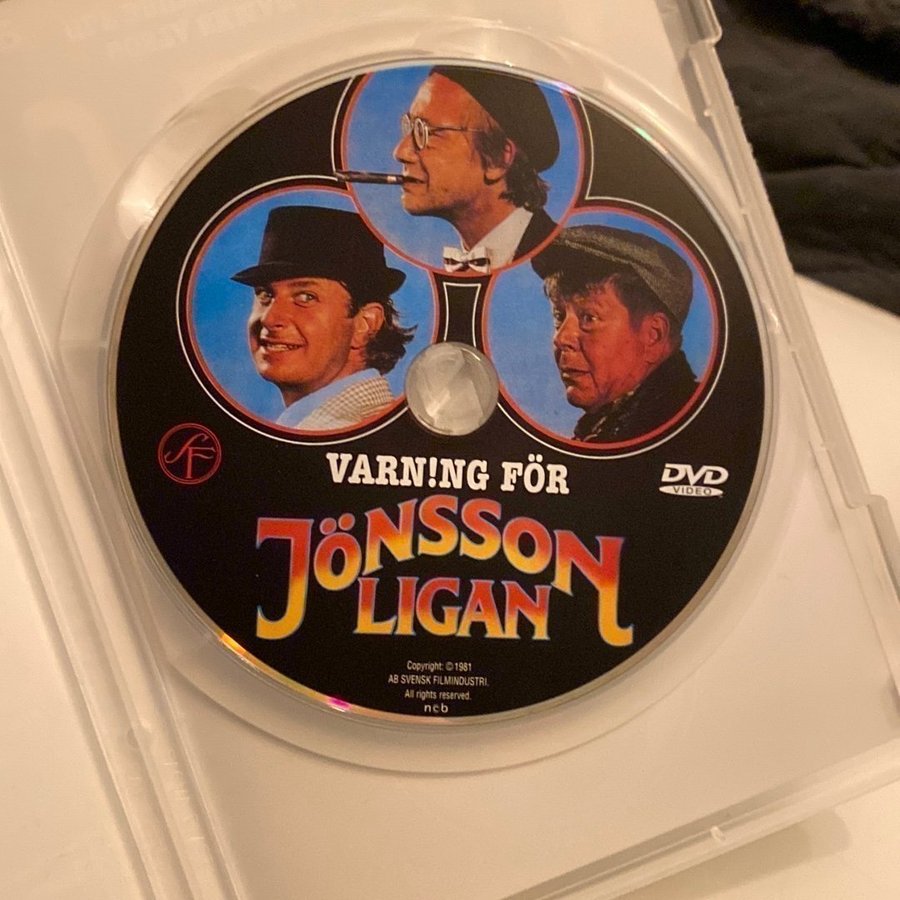 VARN!NG FÖR
JÖNSSON
LIGAN
SF
DVD
VIDEO
Copyright: © 1981
AB SVENSK FILMINDUSTRI.
All rights reserved.
ncb